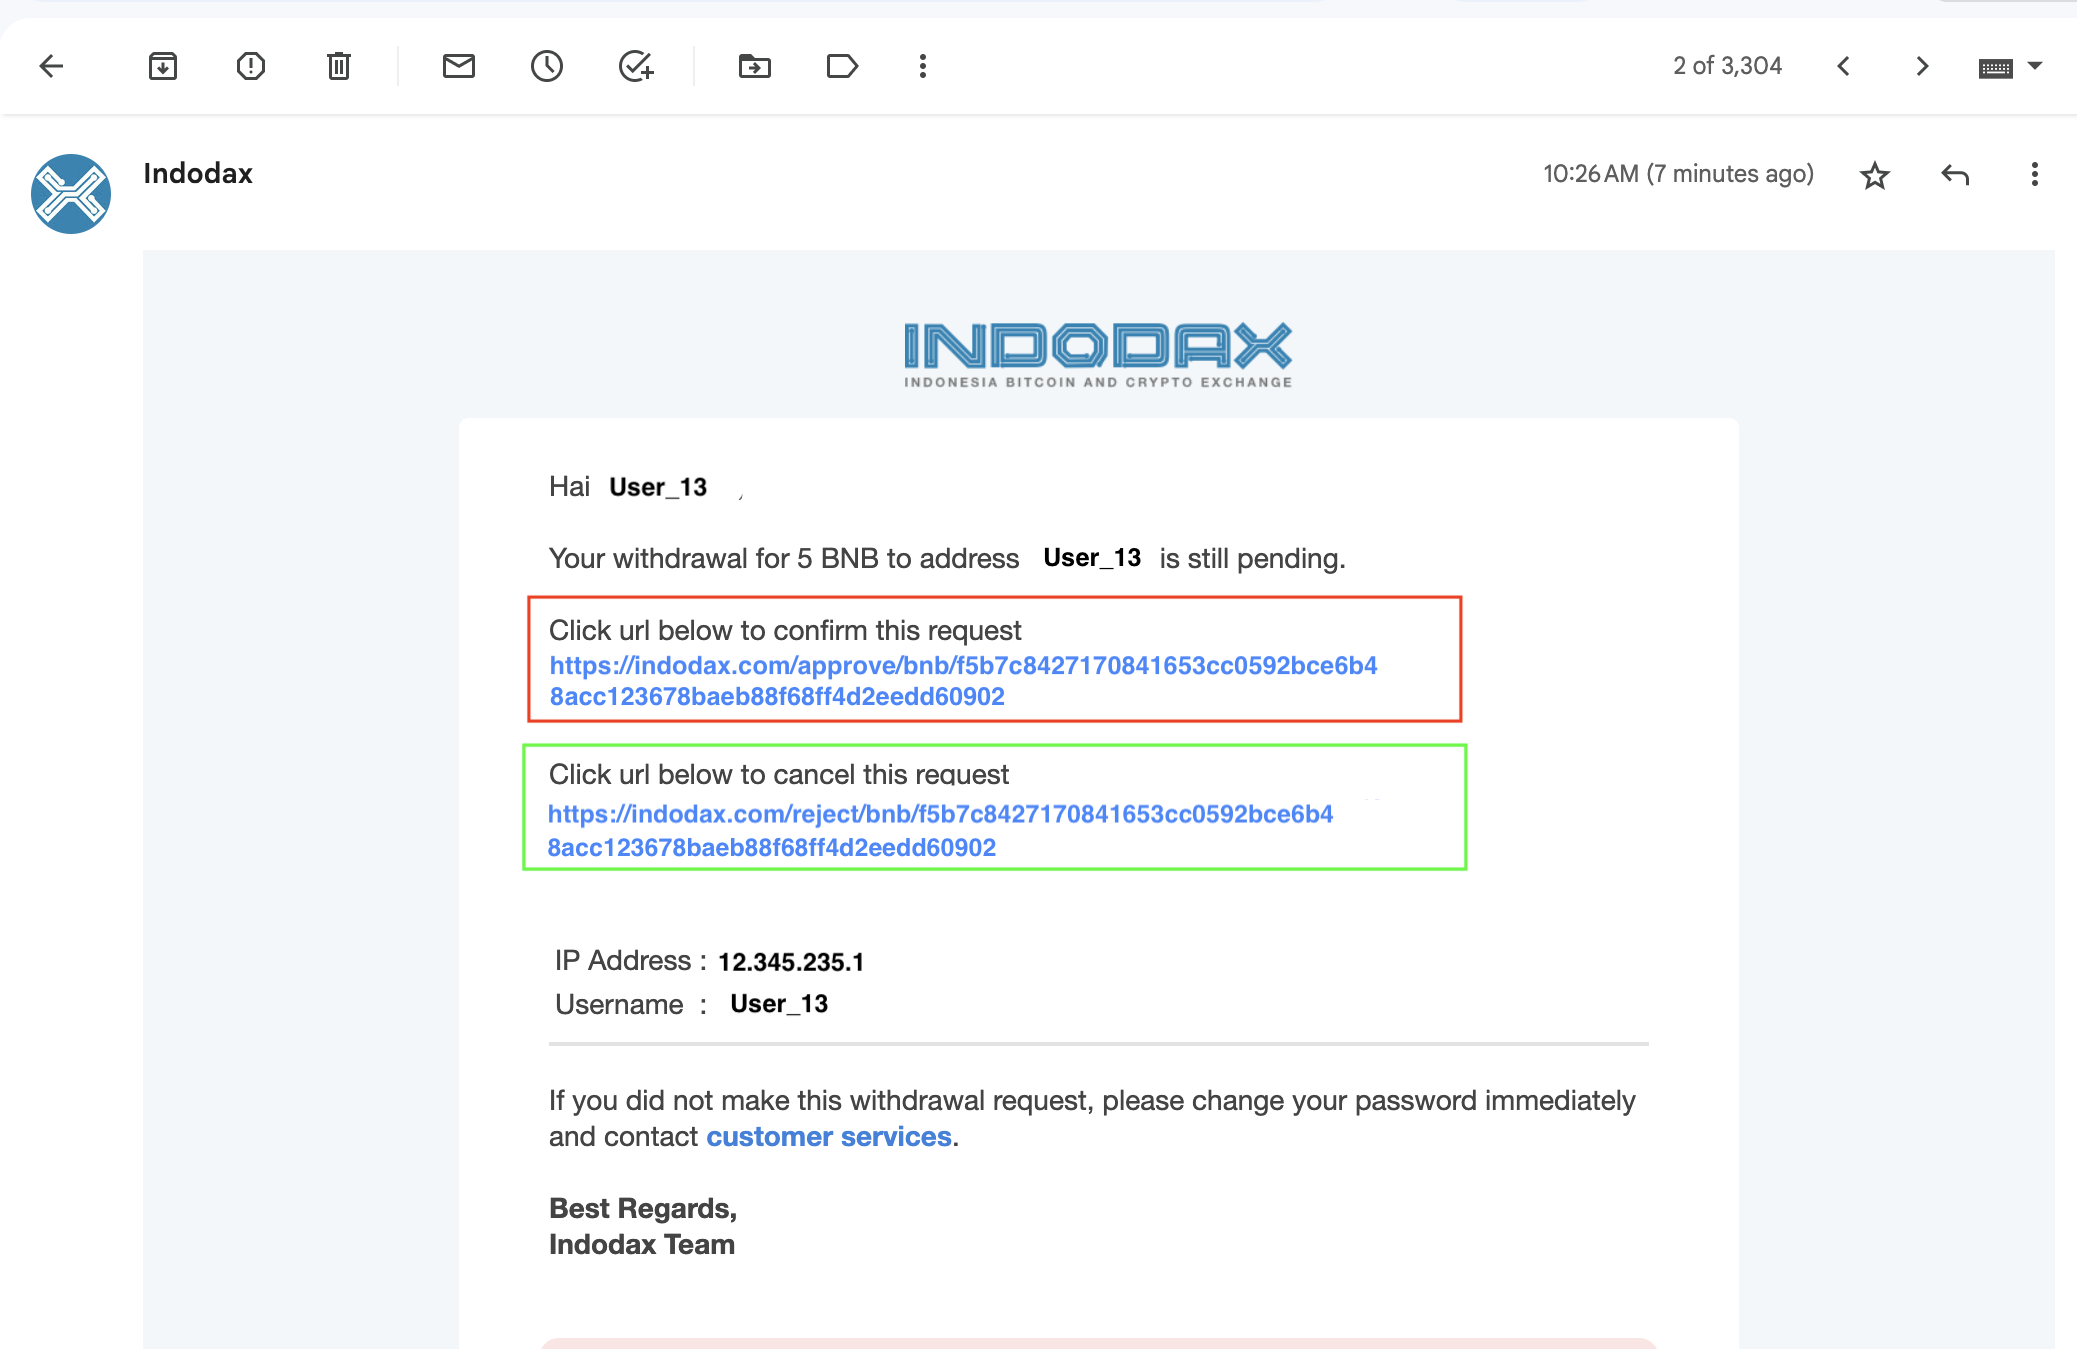 2 of 3,304
Indodax
10:26 AM (7 minutes ago)
INDODAX
INDONESIA BITCOIN AND CRYPTO EXCHANGE
Hai User_13 ,
Your withdrawal for 5 BNB to address User_13 is still pending.
Click url below to confirm this request
https://indodax.com/approve/bnb/f5b7c8427170841653cc0592bce6b4
8acc123678baeb88f68ff4d2eedd60902
Click url below to cancel this request
https://indodax.com/reject/bnb/f5b7c8427170841653cc0592bce6b4
8acc123678baeb88f68ff4d2eedd60902
IP Address : 12.345.235.1
Username : User_13
If you did not make this withdrawal request, please change your password immediately
and contact customer services.
Best Regards,
Indodax Team